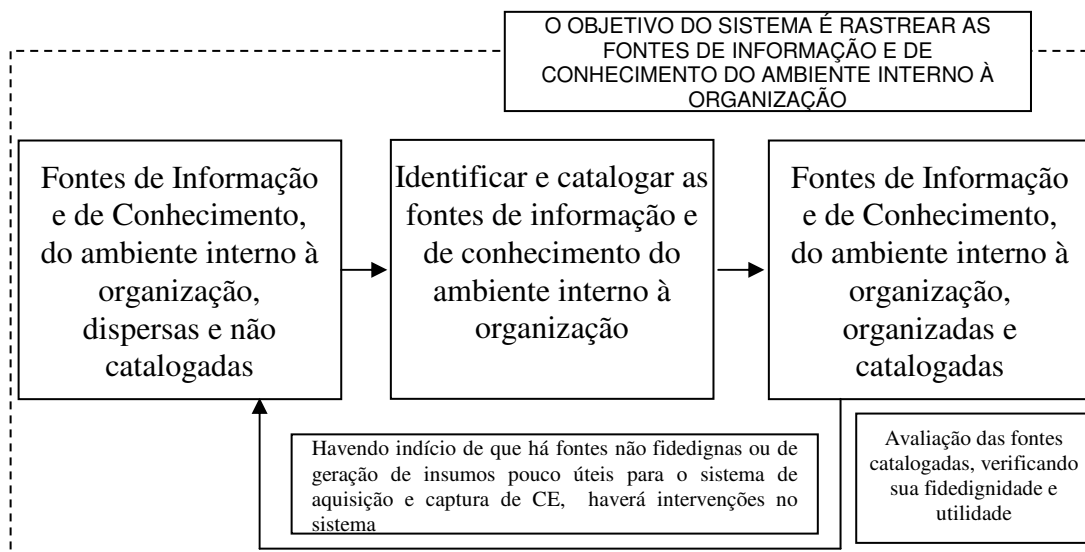 O OBJETIVO DO SISTEMA É RASTREAR AS
FONTES DE INFORMAÇÃO E DE
CONHECIMENTO DO AMBIENTE INTERNO À
ORGANIZAÇÃO
Fontes de Informação
e de Conhecimento,
do ambiente interno à
organização,
dispersas e não
catalogadas
Identificar e catalogar as
fontes de informação e
de conhecimento do
ambiente interno à
organização
Fontes de Informação
e de Conhecimento,
do ambiente interno à
organização,
organizadas e
catalogadas
Havendo indício de que há fontes não fidedignas ou de
geração de insumos pouco úteis para o sistema de
aquisição e captura de CE, haverá intervenções no
sistema
Avaliação das fontes
catalogadas, verificando
sua fidedignidade e
utilidade